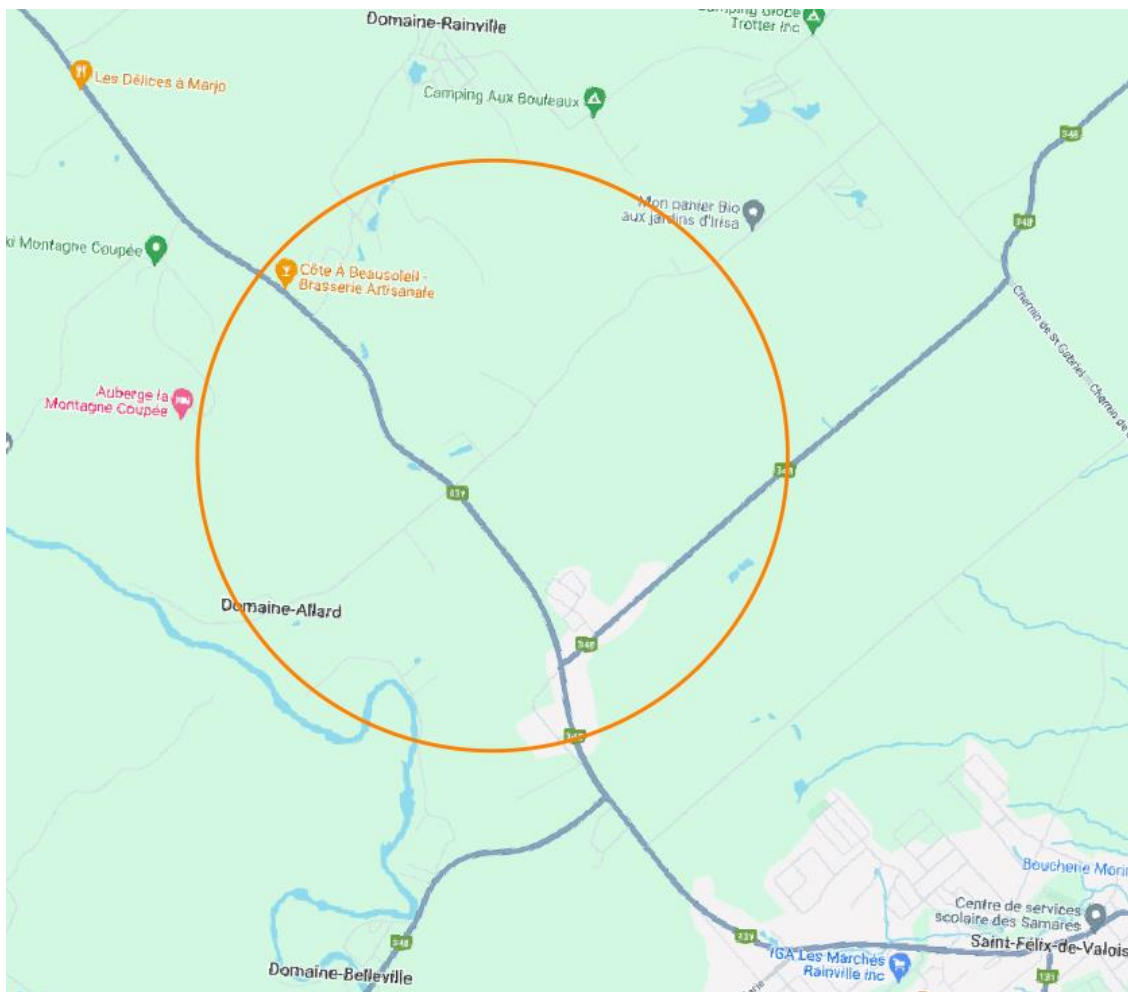 Domaine-Rainville
Camping Globe
Trotter Inc
Les Délices à Marjo
Camping Aux Bouleaux
348
Mon panier Bio
aux jardins d'Irisa
348
ki Montagne Coupée
Côte À Beausoleil -
Brasserie Artisanale
Chemin de St Gabriel
Chemin de
Auberge la
Montagne Coupée
348
131
Domaine-Allard
348
348
Boucherie Morin
Centre de services
scolaire des Samares
348
Saint-Félix-de-Valois
IGA Les Marchés
Rainville Inc
Domaine-Belleville
131